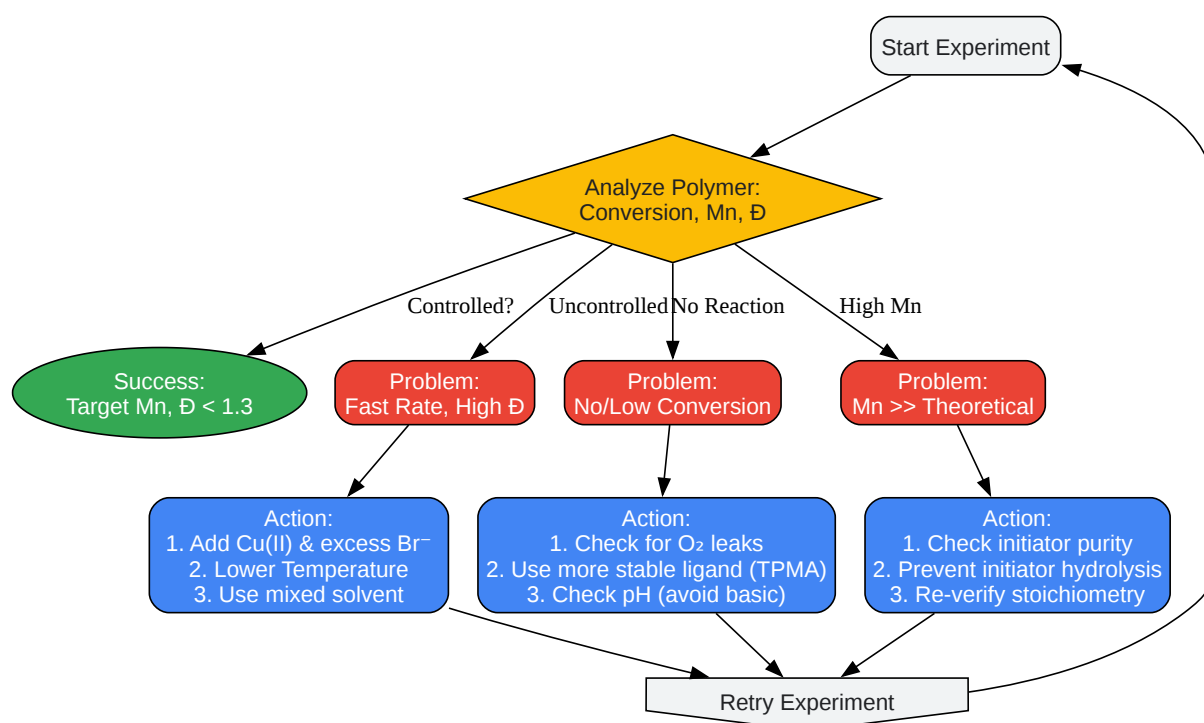 Start Experiment
Analyze Polymer:
Conversion, Mn, Đ
Controlled?
Uncontrolled
No Reaction
High Mn
Success:
Target Mn, Đ < 1.3
Problem:
Fast Rate, High Đ
Problem:
No/Low Conversion
Problem:
Mn >> Theoretical
Action:
1. Add Cu(II) & excess Br⁻
2. Lower Temperature
3. Use mixed solvent
Action:
1. Check for O₂ leaks
2. Use more stable ligand (TPMA)
3. Check pH (avoid basic)
Action:
1. Check initiator purity
2. Prevent initiator hydrolysis
3. Re-verify stoichiometry
Retry Experiment